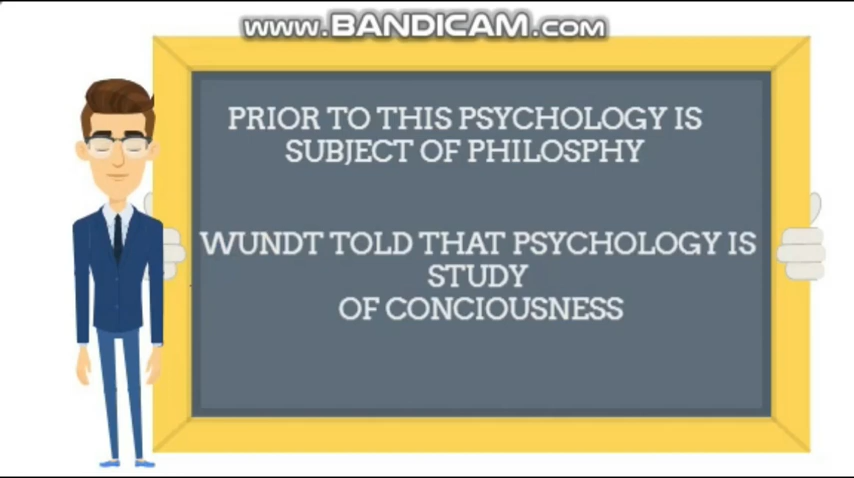 www.BANDICAM.com
PRIOR TO THIS PSYCHOLOGY IS
SUBJECT OF PHILOSPHY
WUNDT TOLD THAT PSYCHOLOGY IS
STUDY
OF CONCIOUSNESS